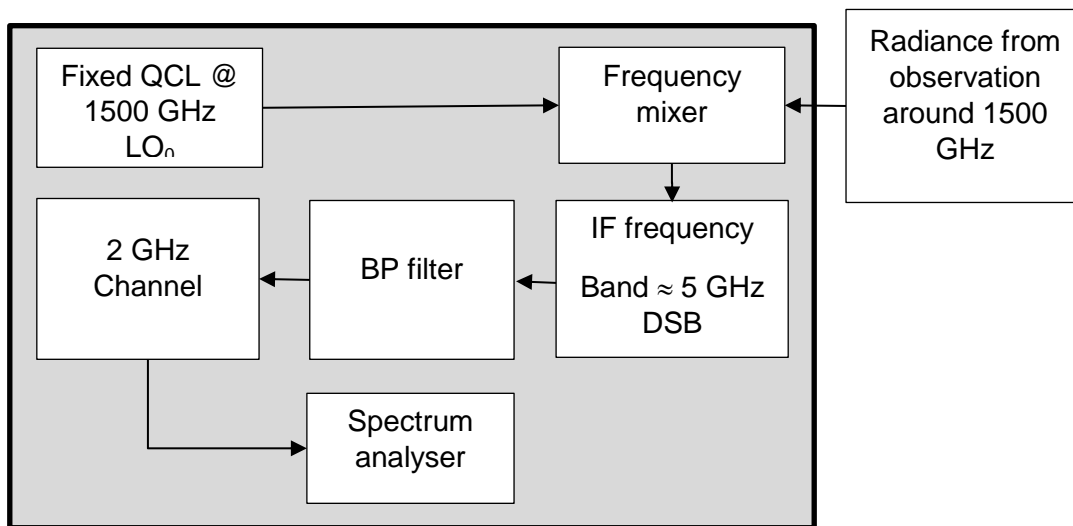 Fixed QCL @
1500 GHz
LO₀
Frequency
mixer
Radiance from
observation
around 1500
GHz
2 GHz
Channel
BP filter
IF frequency
Band ≈ 5 GHz
DSB
Spectrum
analyser